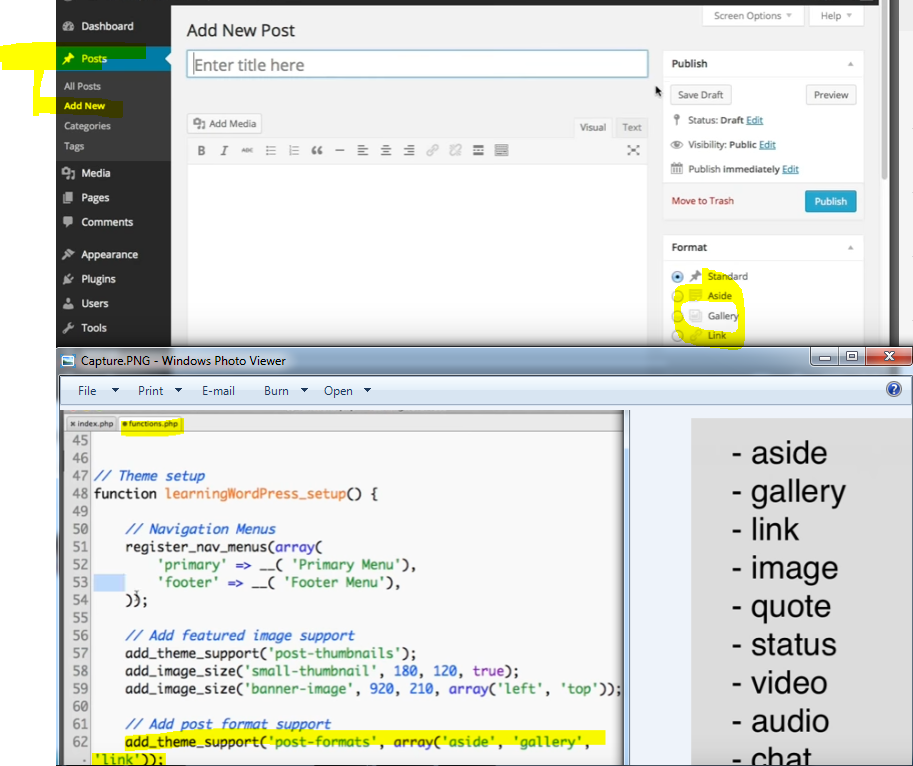 Dashboard
Posts
All Posts
Add New
Categories
Tags
Media
Pages
Comments
Appearance
Plugins
Users
Tools
Screen Options
Help
Add New Post
Enter title here
Add Media
Visual
Text
B I ABC
Publish
Save Draft
Preview
Status: Draft Edit
Visibility: Public Edit
Publish immediately Edit
Move to Trash
Publish
Format
Standard
Aside
Gallery
Link
Capture.PNG - Windows Photo Viewer
File Print E-mail Burn Open
index.php functions.php
45
46
47 // Theme setup
48 function learningWordPress_setup() {
49
50 // Navigation Menus
51 register_nav_menus(array(
52 'primary' => __( 'Primary Menu'),
53 'footer' => __( 'Footer Menu'),
54 ));
55
56 // Add featured image support
57 add_theme_support('post-thumbnails');
58 add_image_size('small-thumbnail', 180, 120, true);
59 add_image_size('banner-image', 920, 210, array('left', 'top'));
60
61 // Add post format support
62 add_theme_support('post-formats', array('aside', 'gallery',
'link'));
- aside
- gallery
- link
- image
- quote
- status
- video
- audio
- chat